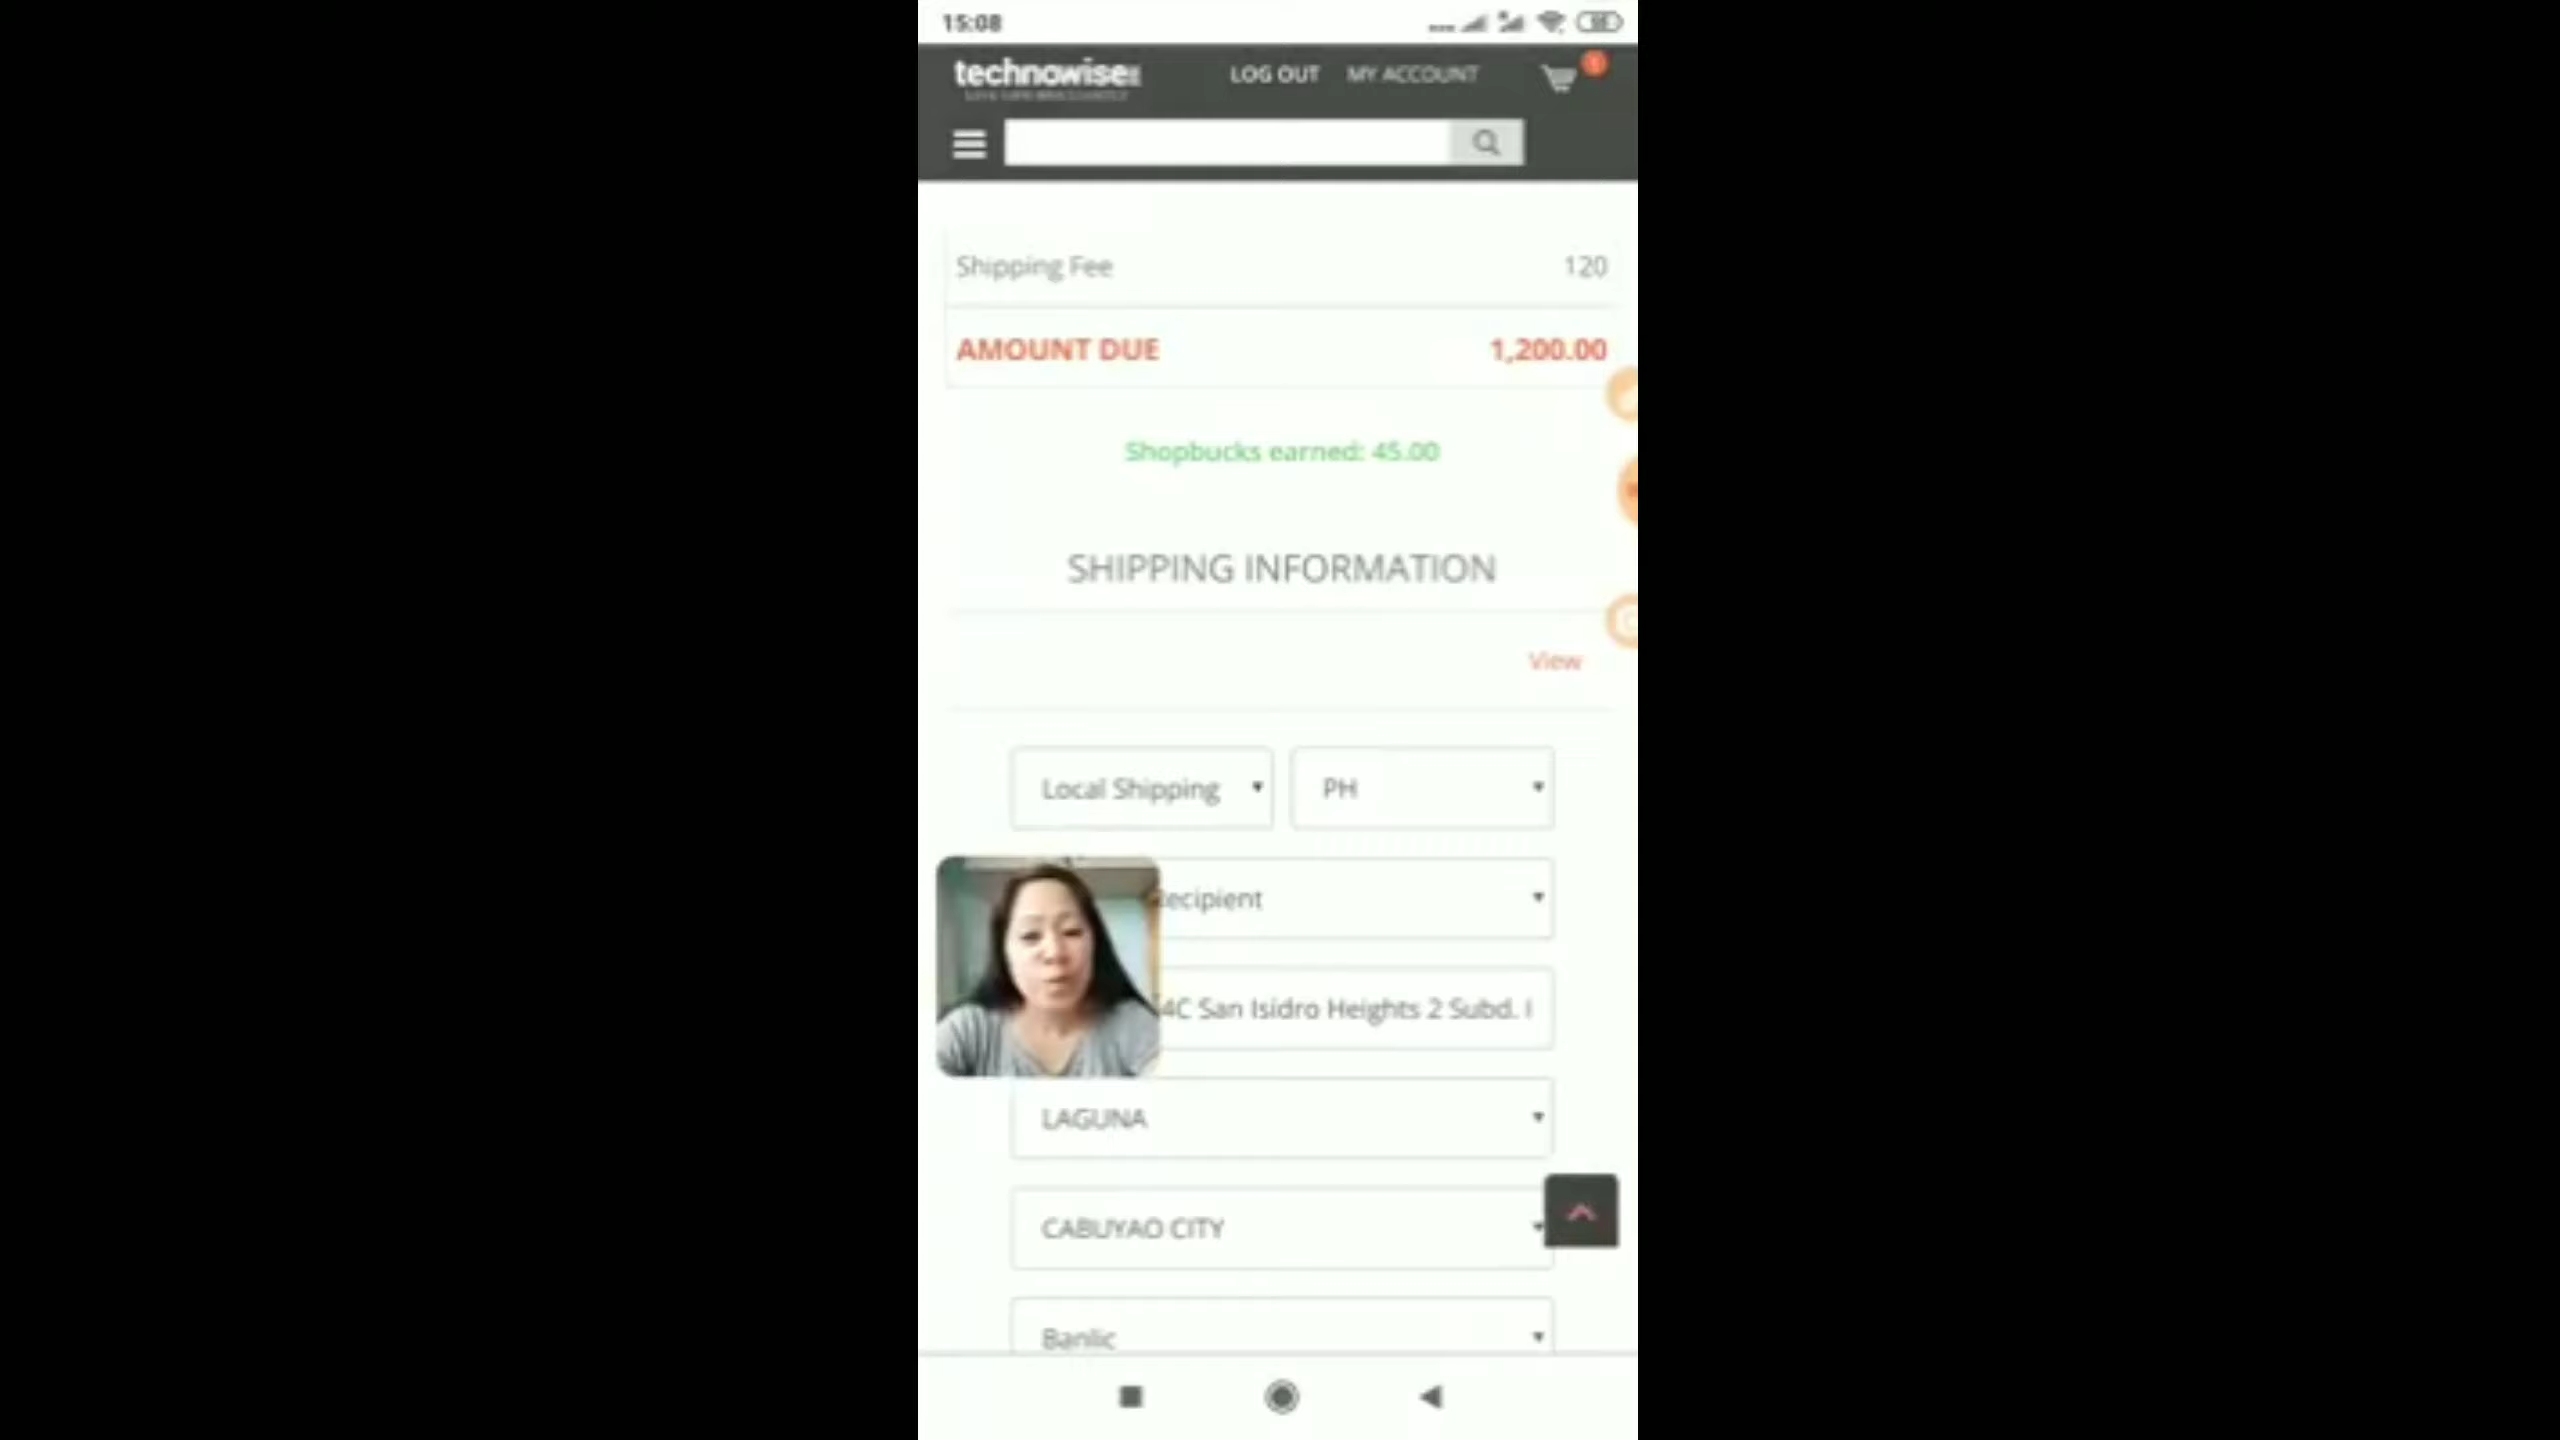 15:08
technowise
LOG OUT MY ACCOUNT
Shipping Fee 120
AMOUNT DUE 1,200.00
Shopbucks earned: 45.00
SHIPPING INFORMATION
View
Local Shipping PH
Recipient
4C San Isidro Heights 2 Subd.
LAGUNA
CABUYAO CITY
Banlic